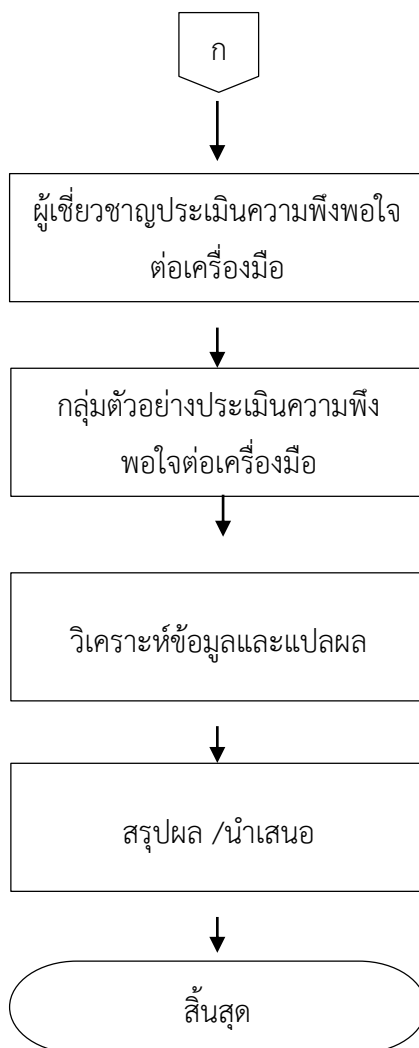 ก
ผู้เชี่ยวชาญประเมินความพึงพอใจ
ต่อเครื่องมือ
กลุ่มตัวอย่างประเมินความพึง
พอใจต่อเครื่องมือ
วิเคราะห์ข้อมูลและแปลผล
สรุปผล /นำเสนอ
สิ้นสุด